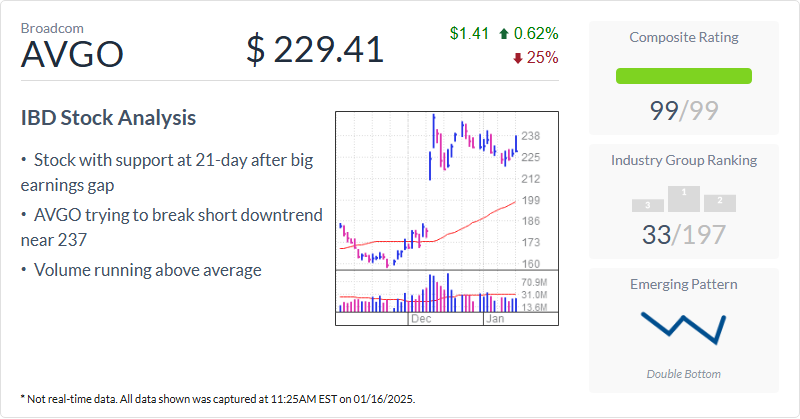 Broadcom
AVGO
$ 229.41
$1.41 0.62%
25%
IBD Stock Analysis
• Stock with support at 21-day after big
earnings gap
• AVGO trying to break short downtrend
near 237
• Volume running above average
238
225
212
199
186
173
160
70.9M
31.0M
13.6M
Dec
Jan
Composite Rating
99/99
Industry Group Ranking
3 1 2
33/197
Emerging Pattern
Double Bottom
* Not real-time data. All data shown was captured at 11:25AM EST on 01/16/2025.